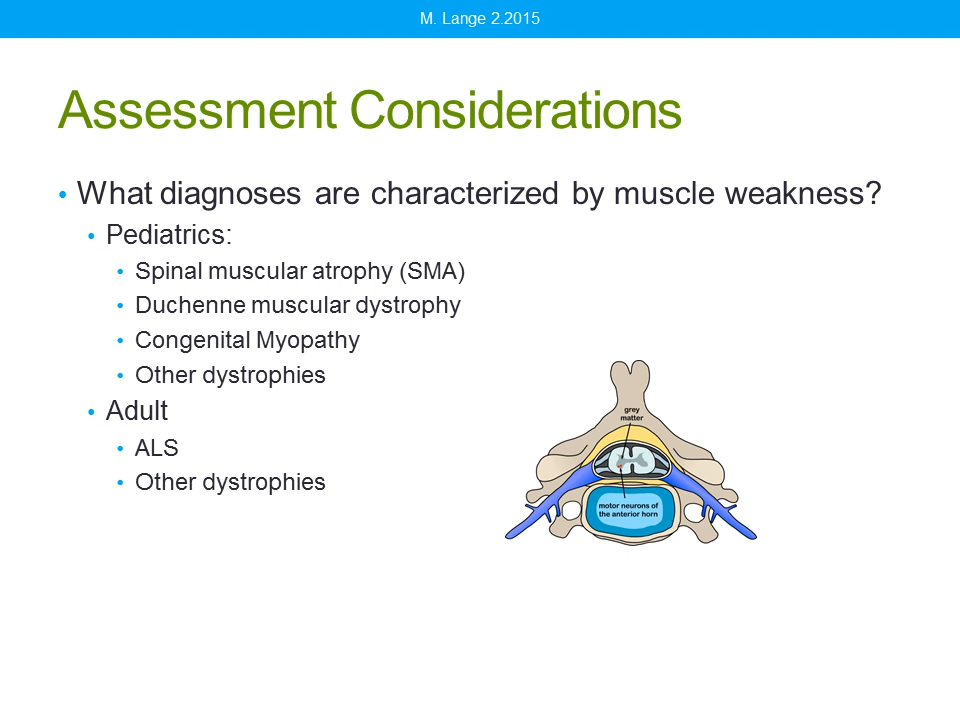 M. Lange 2.2015
Assessment Considerations
• What diagnoses are characterized by muscle weakness?
• Pediatrics:
• Spinal muscular atrophy (SMA)
• Duchenne muscular dystrophy
• Congenital Myopathy
• Other dystrophies
• Adult
• ALS
• Other dystrophies
grey
matter
motor neurons of
the anterior horn